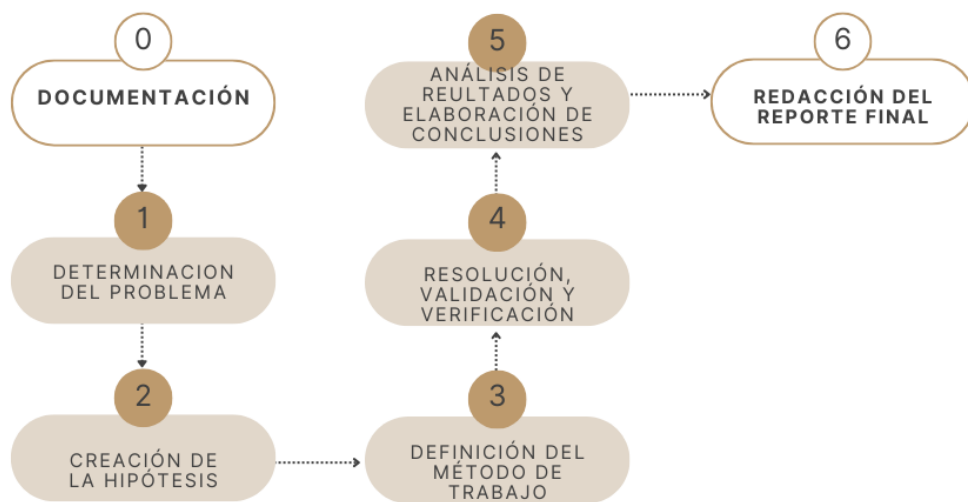 0
DOCUMENTACIÓN
1
DETERMINACION
DEL PROBLEMA
2
CREACIÓN DE
LA HIPÓTESIS
3
DEFINICIÓN DEL
MÉTODO DE
TRABAJO
4
RESOLUCIÓN,
VALIDACIÓN Y
VERIFICACIÓN
5
ANÁLISIS DE
REULTADOS Y
ELABORACIÓN DE
CONCLUSIONES
6
REDACCIÓN DEL
REPORTE FINAL